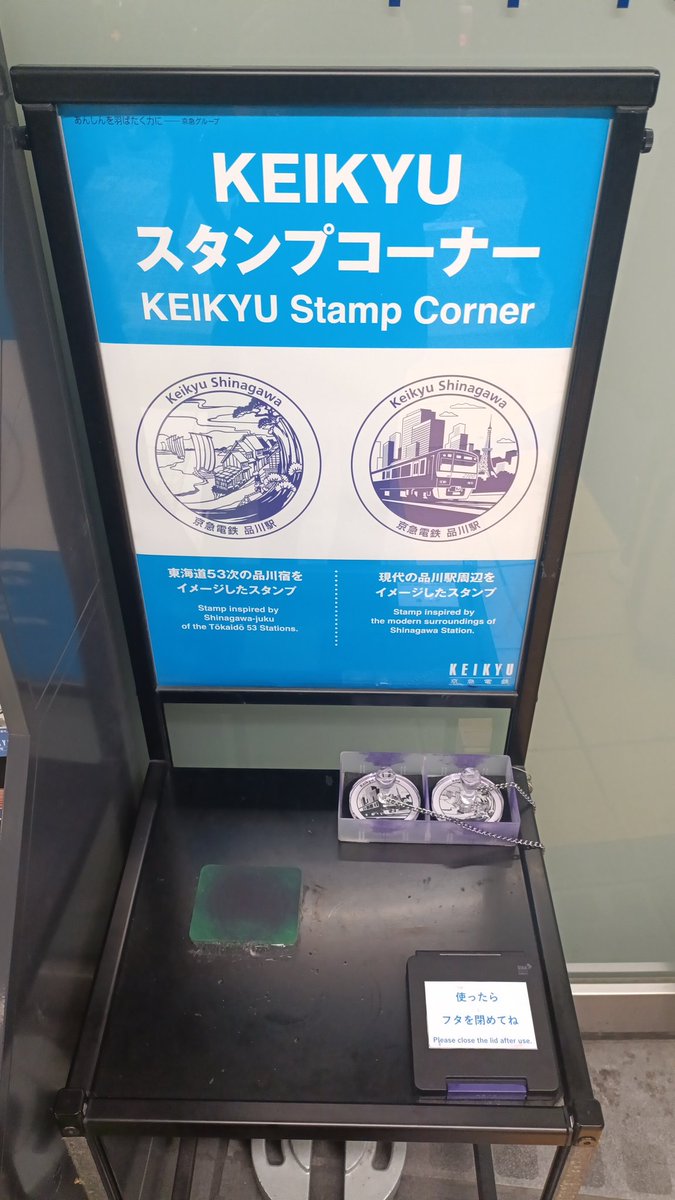 あんしんを羽ばたく力に 京急グループ
KEIKYU
スタンプコーナー
KEIKYU Stamp Corner
Keikyu Shinagawa
京急電鉄 品川駅
Keikyu Shinagawa
京急電鉄 品川駅
東海道53次の品川宿を
イメージしたスタンプ
Stamp inspired by
Shinagawa-juku
of the Tōkaidō 53 Stations.
現代の品川駅周辺を
イメージしたスタンプ
Stamp inspired by
the modern surroundings of
Shinagawa Station.
KEIKYU
京急電鉄
Keikyu
Keikyu
使ったら
フタを閉めてね
Please close the lid after use.